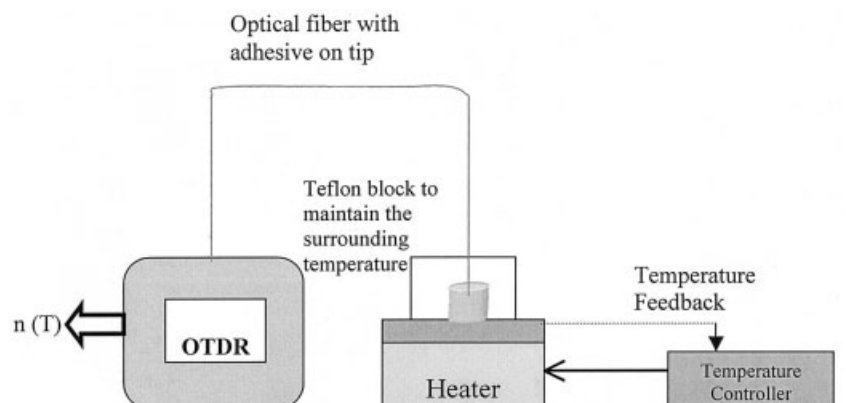 Optical fiber with
adhesive on tip
Teflon block to
maintain the
surrounding
temperature
Temperature
Feedback
n (T)
OTDR
Heater
Temperature
Controller